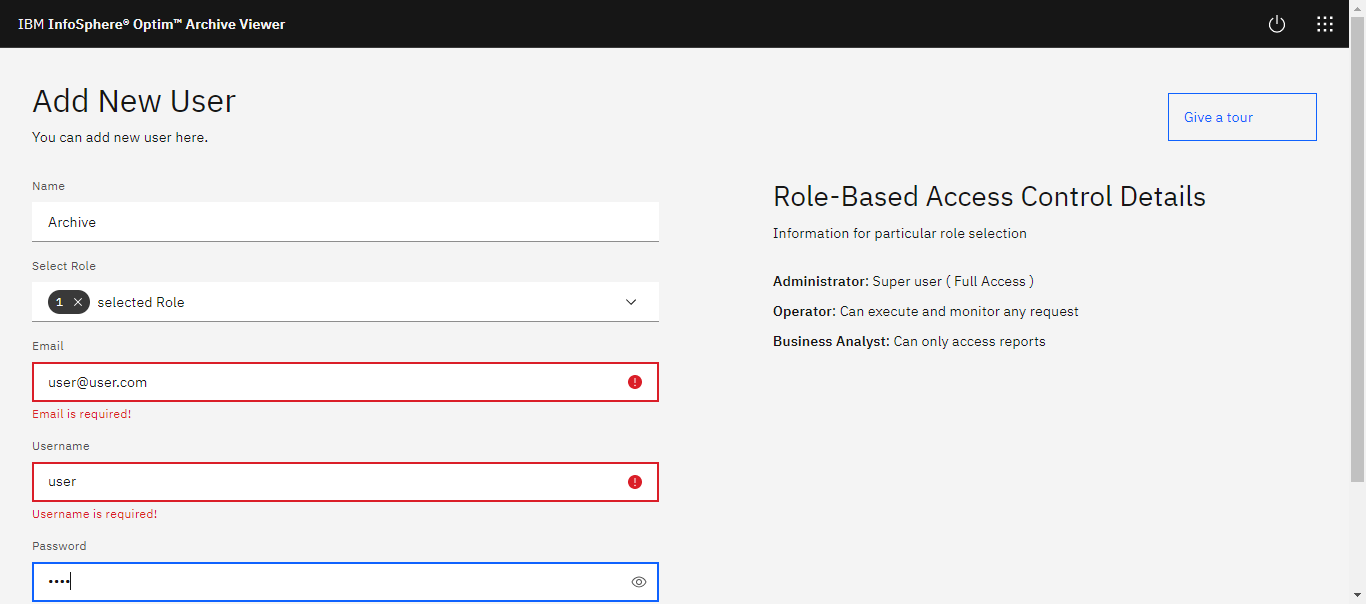 IBM InfoSphere® Optim™ Archive Viewer
Add New User
You can add new user here.
Give a tour
Name
Archive
Select Role
1 selected Role
Email
user@user.com
Email is required!
Username
user
Username is required!
Password
••••
Role-Based Access Control Details
Information for particular role selection
Administrator: Super user ( Full Access )
Operator: Can execute and monitor any request
Business Analyst: Can only access reports